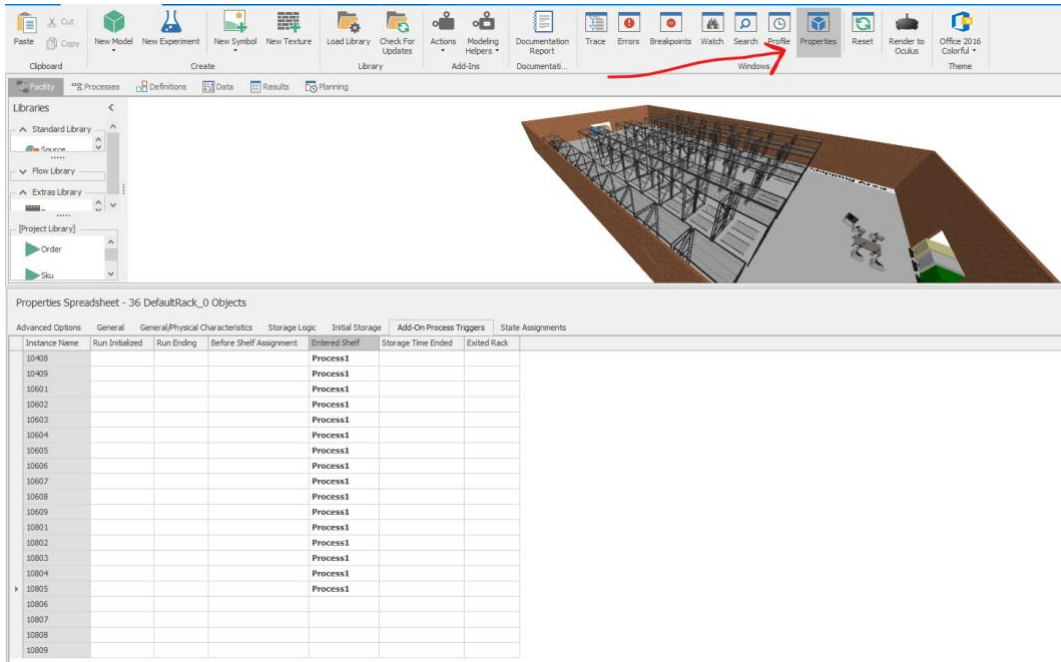 Paste
Cut
Copy
New Model
New Experiment
New Symbol
New Texture
Load Library
Check For
Updates
Actions
Modeling
Helpers
Documentation
Report
Trace
Errors
Breakpoints
Watch
Search
Profile
Properties
Reset
Render to
Oculus
Office 2016
Colorful
Clipboard
Create
Library
Add-Ins
Documentati...
Windows
Theme
Facility
Processes
Definitions
Data
Results
Planning
Libraries
Standard Library
Source
Flow Library
Extras Library
[Project Library]
Order
Sku
Properties Spreadsheet - 36 DefaultRack_0 Objects
Advanced Options General General/Physical Characteristics Storage Logic Initial Storage Add-On Process Triggers State Assignments
Instance Name Run Initialized Run Ending Before Shelf Assignment Entered Shelf Storage Time Ended Exited Rack
10408 Process1
10409 Process1
10601 Process1
10602 Process1
10603 Process1
10604 Process1
10605 Process1
10606 Process1
10607 Process1
10608 Process1
10609 Process1
10801 Process1
10802 Process1
10803 Process1
10804 Process1
10805 Process1
10806
10807
10808
10809